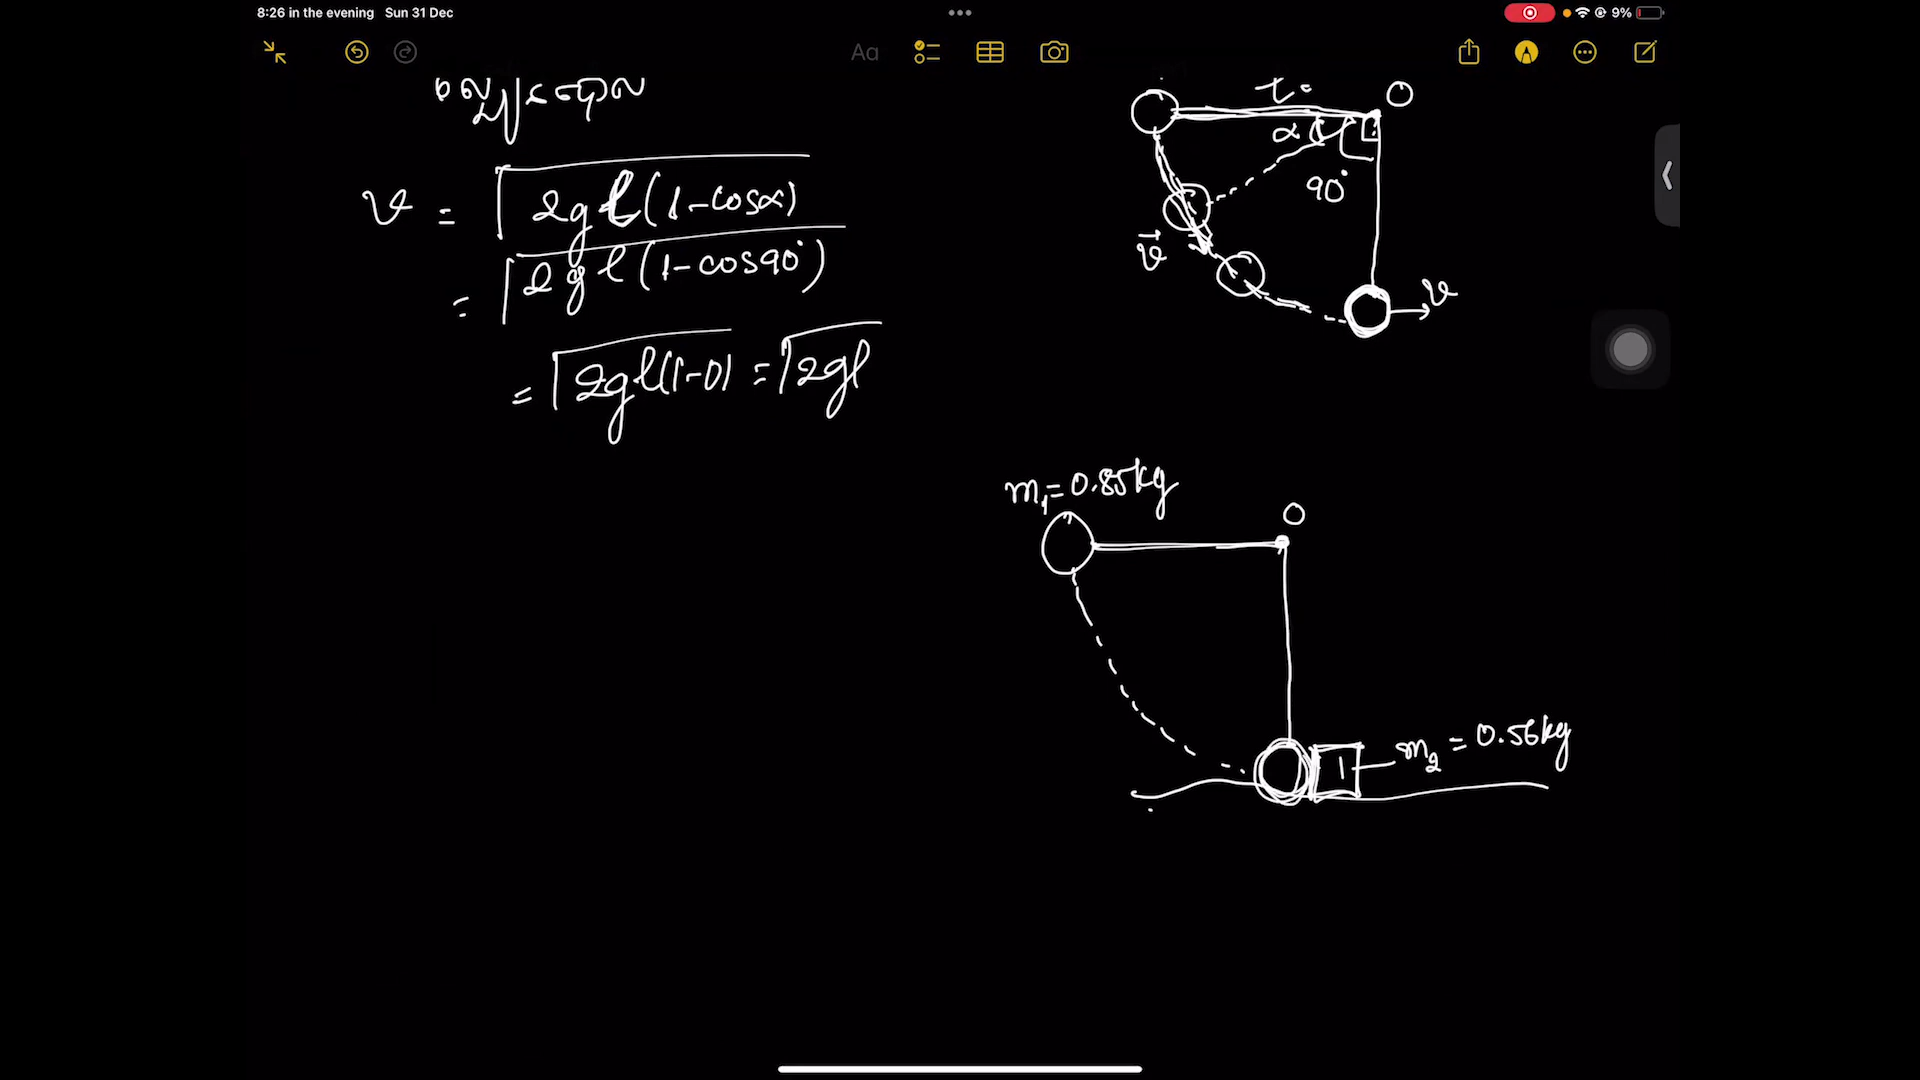 8:26 in the evening Sun 31 Dec
9%
Aa
v = √2gl(1-cosα)
= √2gl(1-cos90°)
= √2gl(1-0) = √2gl
O
α
90°
v⃗
v
m₁=0.85kg
O
m₂ = 0.56kg